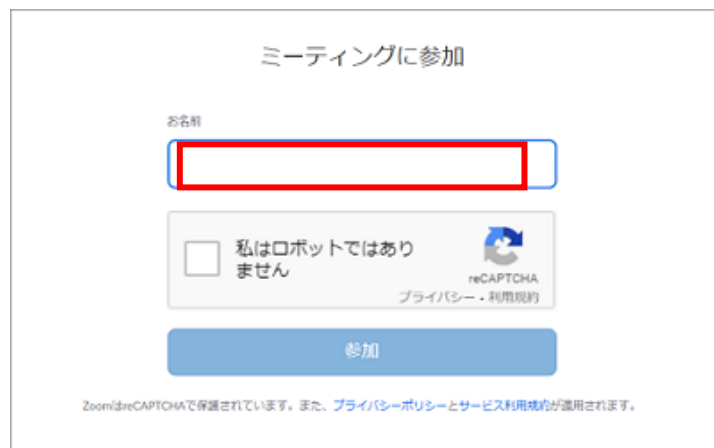 ミーティングに参加
お名前
私はロボットではあり
ません
reCAPTCHA
プライバシー - 利用規約
参加
ZoomはreCAPTCHAで保護されています。また、プライバシーポリシーとサービス利用規約が適用されます。